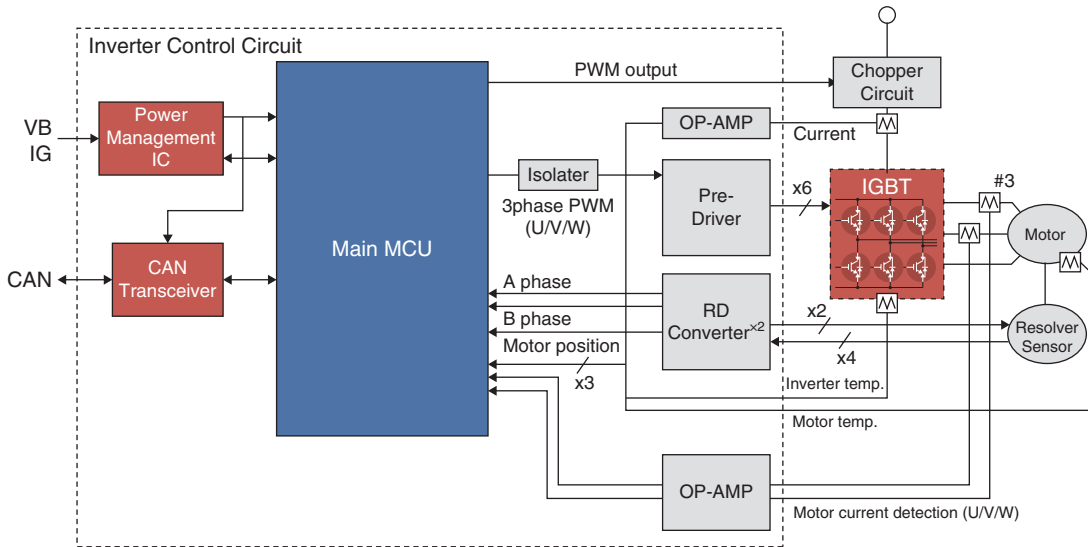 Inverter Control Circuit
VB
IG
CAN
Power
Management
IC
CAN
Transceiver
Main MCU
PWM output
Chopper
Circuit
OP-AMP
Current
Isolater
3phase PWM
(U/V/W)
Pre-
Driver
x6
IGBT
#3
Motor
A phase
B phase
Motor position
x3
RD
Converter×2
x2
x4
Resolver
Sensor
Inverter temp.
Motor temp.
OP-AMP
Motor current detection (U/V/W)